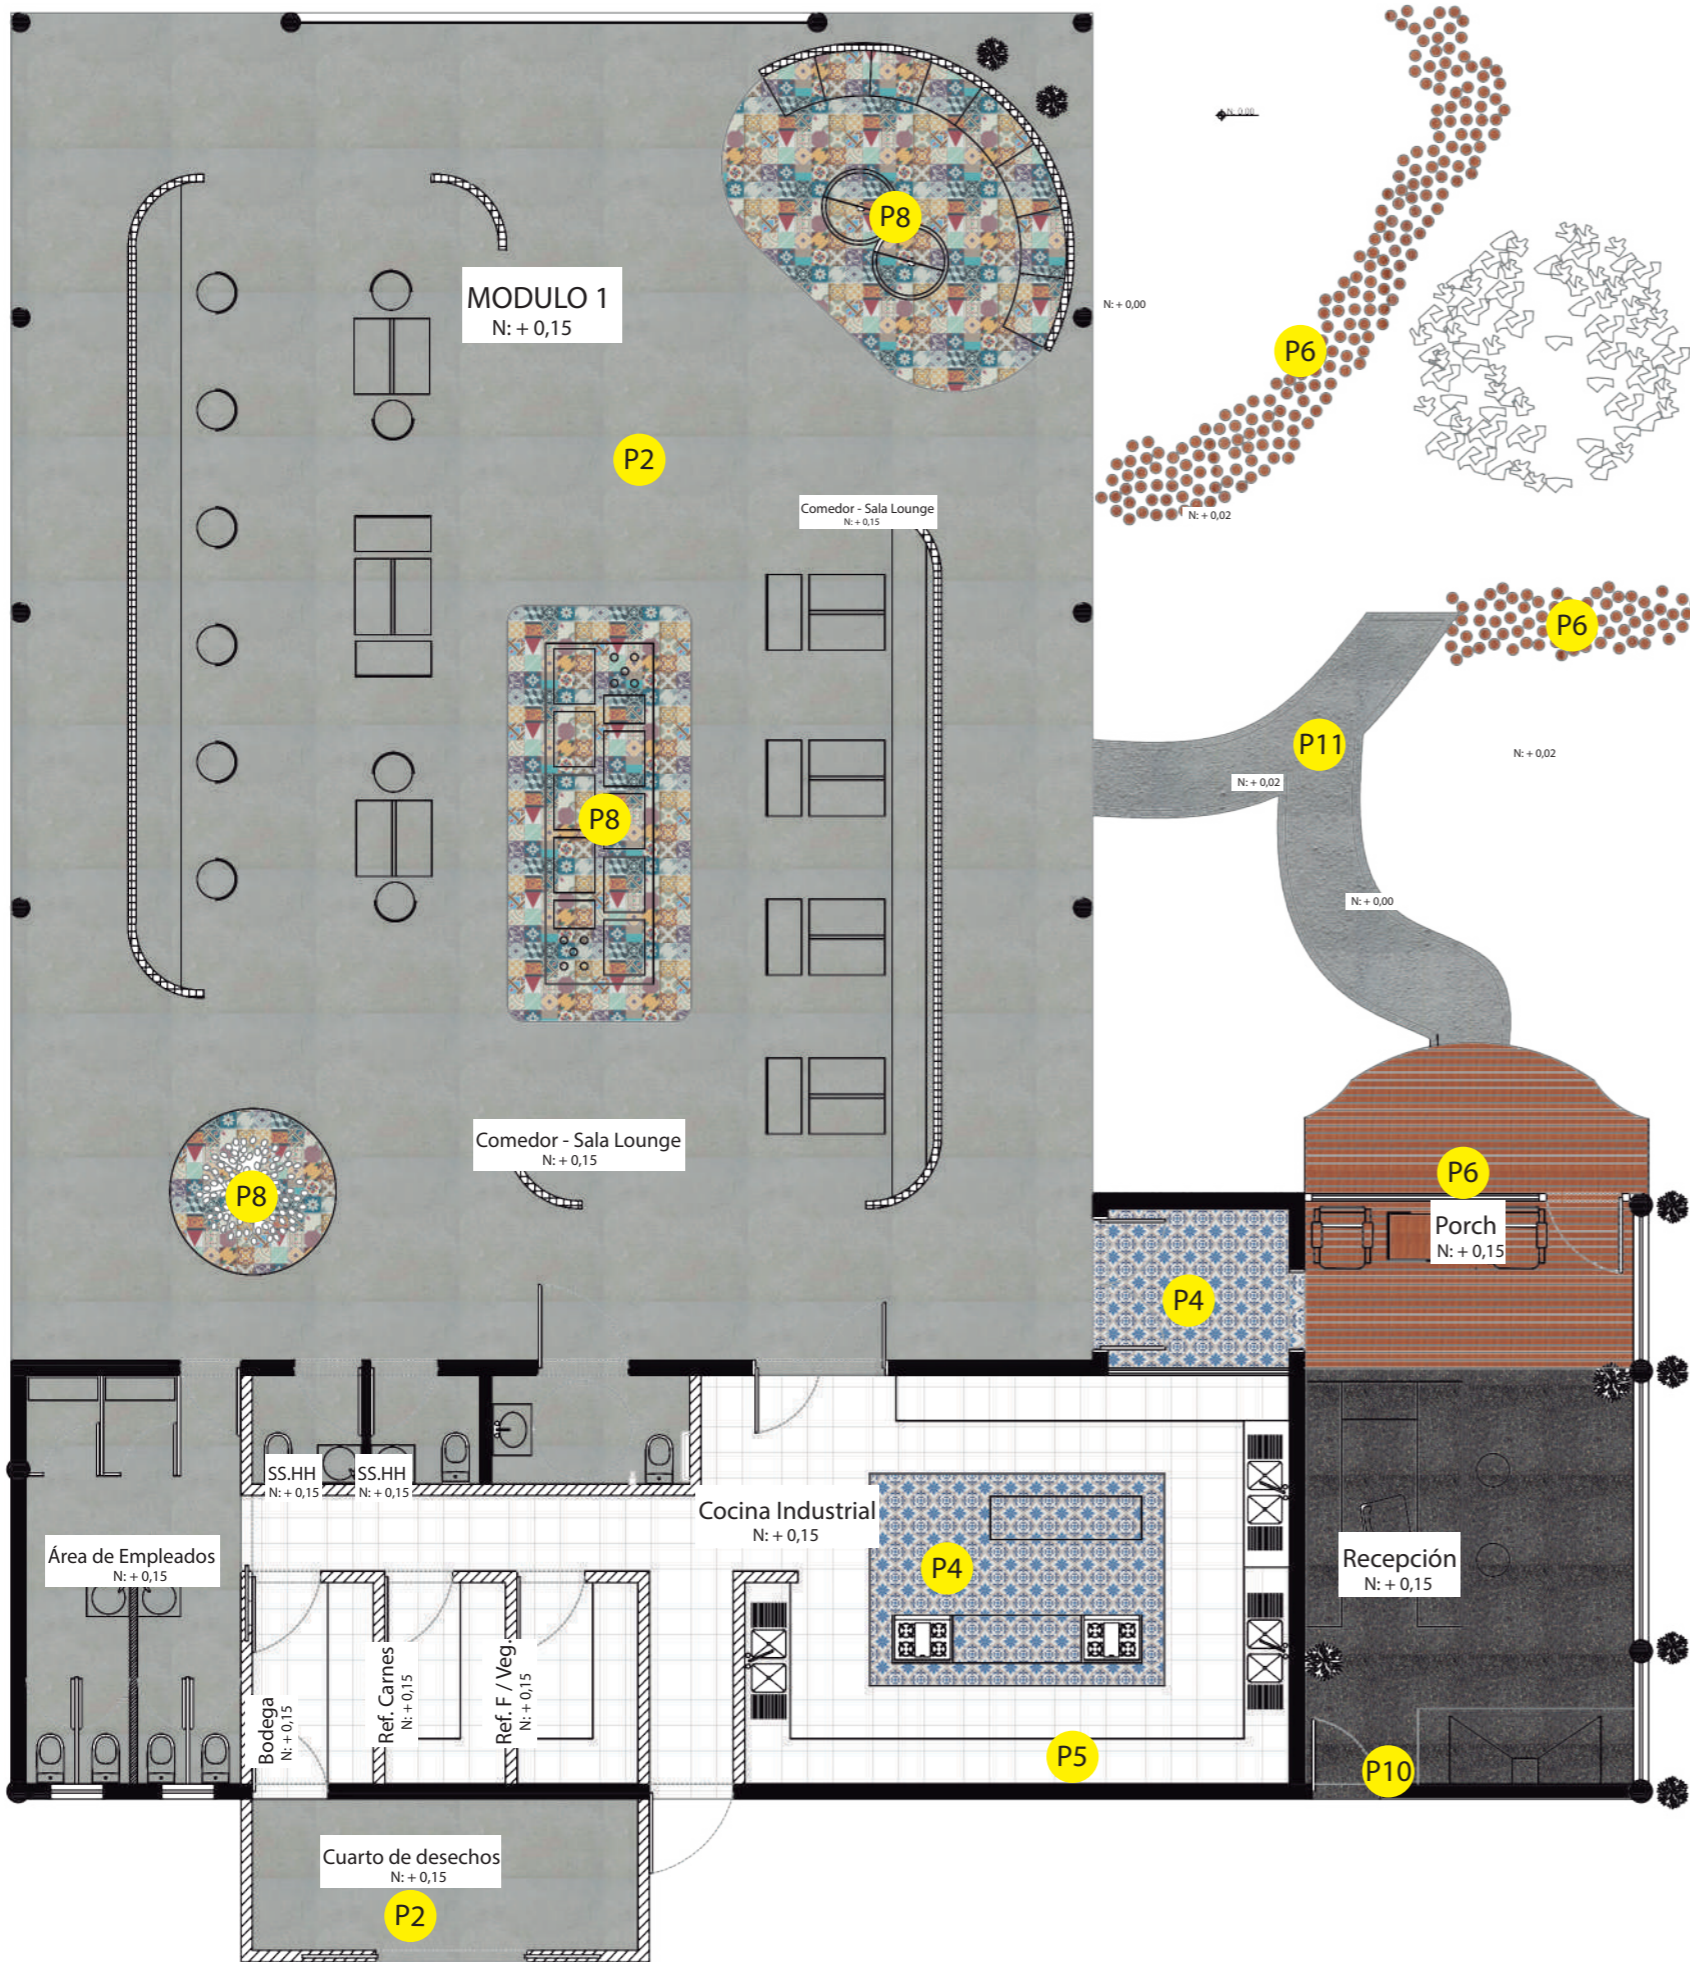 N: 0.00
P8
MODULO 1
N: + 0,15
N: + 0,00
P6
P2
Comedor - Sala Lounge
N: + 0,15
N: + 0,02
P6
P11
N: + 0,02
N: + 0,02
P8
N: + 0,00
Comedor - Sala Lounge
N: + 0,15
P6
P8
Porch
N: + 0,15
P4
SS.HH
N: + 0,15
SS.HH
N: + 0,15
Cocina Industrial
N: + 0,15
Área de Empleados
N: + 0,15
P4
Recepción
N: + 0,15
Bodega
N: + 0,15
Ref. Carnes
N: + 0,15
Ref. F / Veg.
N: + 0,15
P5
P10
Cuarto de desechos
N: + 0,15
P2